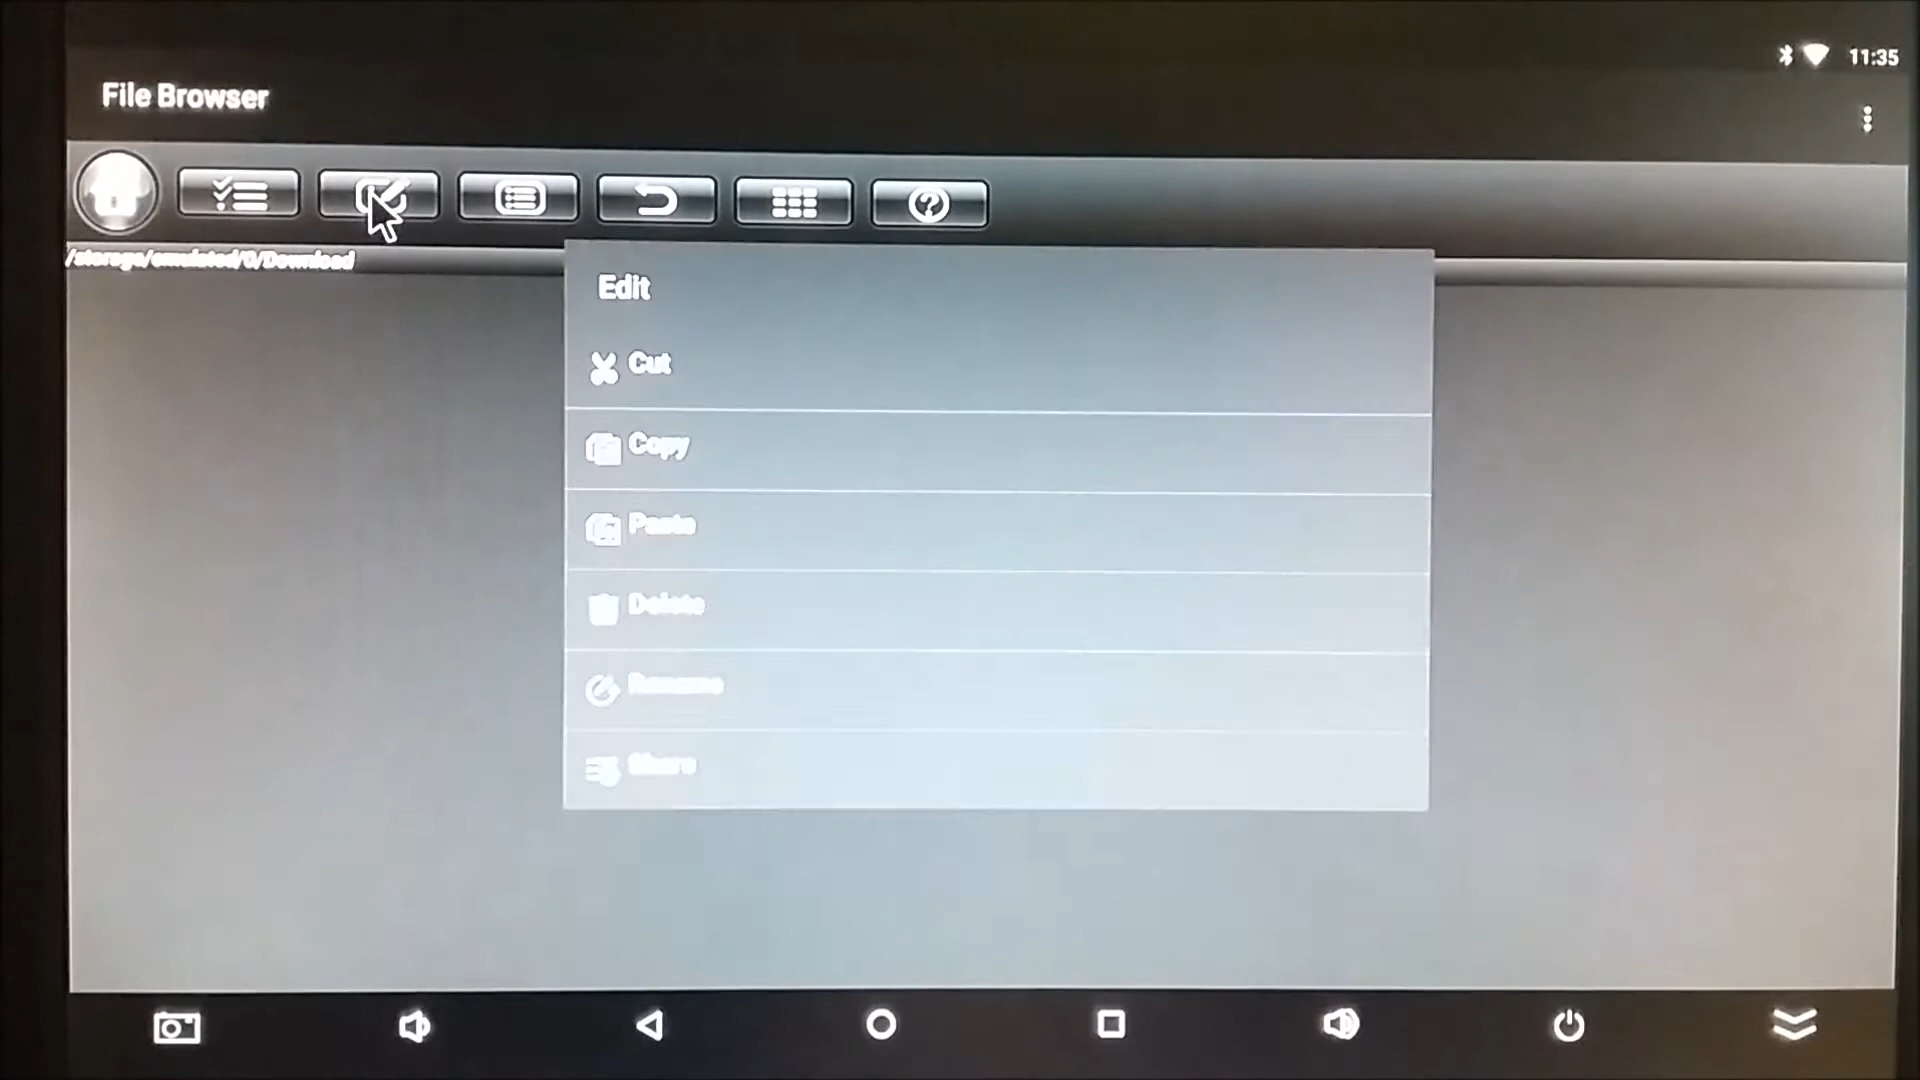 11:35
File Browser
/storage/emulated/0/Download
Edit
Cut
Copy
Paste
Delete
Rename
Share